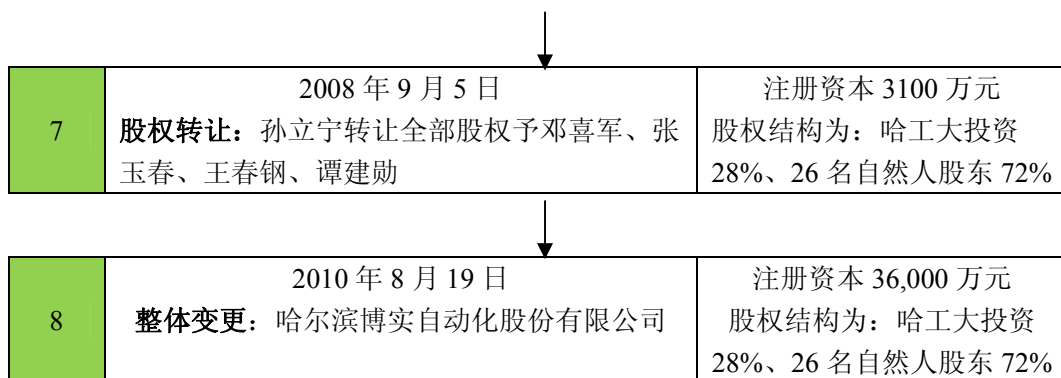 7
2008 年 9 月 5 日
股权转让：孙立宁转让全部股权予邓喜军、张
玉春、王春钢、谭建勋
注册资本 3100 万元
股权结构为：哈工大投资
28%、26 名自然人股东 72%
8
2010 年 8 月 19 日
整体变更：哈尔滨博实自动化股份有限公司
注册资本 36,000 万元
股权结构为：哈工大投资
28%、26 名自然人股东 72%